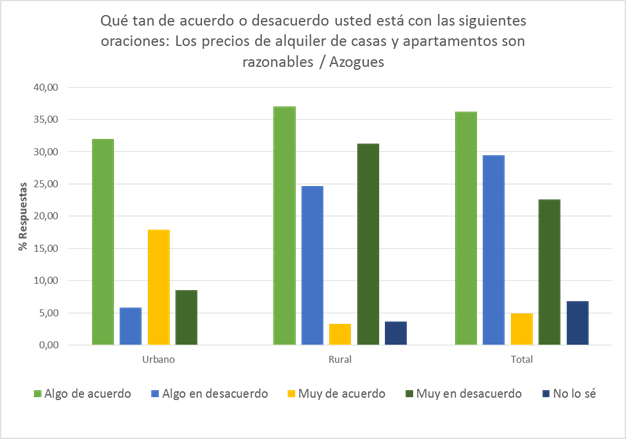 Qué tan de acuerdo o desacuerdo usted está con las siguientes
oraciones: Los precios de alquiler de casas y apartamentos son
razonables / Azogues
40,00
35,00
30,00
25,00
20,00
15,00
10,00
5,00
0,00
% Respuestas
Urbano Rural Total
Algo de acuerdo Algo en desacuerdo Muy de acuerdo Muy en desacuerdo No lo sé